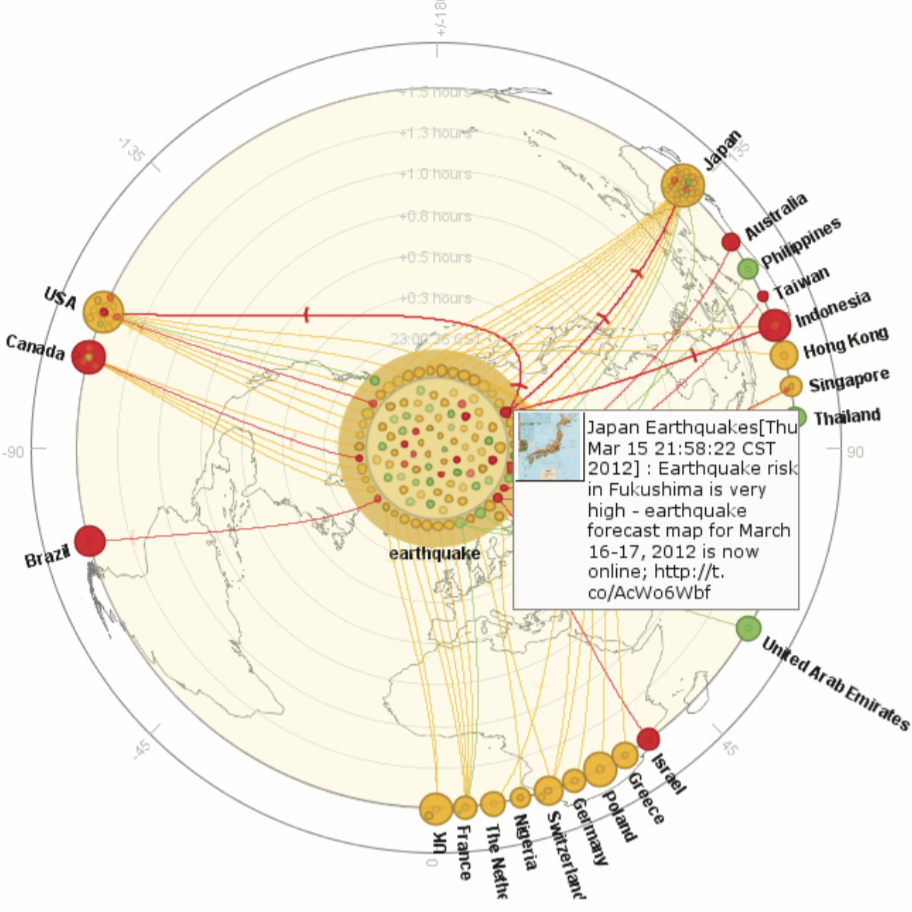 +/-180
+1.5 hours
+1.3 hours
+1.0 hours
+0.8 hours
+0.5 hours
+0.3 hours
-135
135
Japan
Australia
Philippines
Taiwan
Indonesia
Hong Kong
Singapore
Thailand
USA
Canada
-90
90
Brazil
earthquake
Japan Earthquakes[Thu
Mar 15 21:58:22 CST
2012] : Earthquake risk
in Fukushima is very
high - earthquake
forecast map for March
16-17, 2012 is now
online; http://t.
co/AcWo6Wbf
United Arab Emirates
-45
45
Israel
Greece
Poland
Germany
Switzerland
Nigeria
The Nethe
France
UK
0